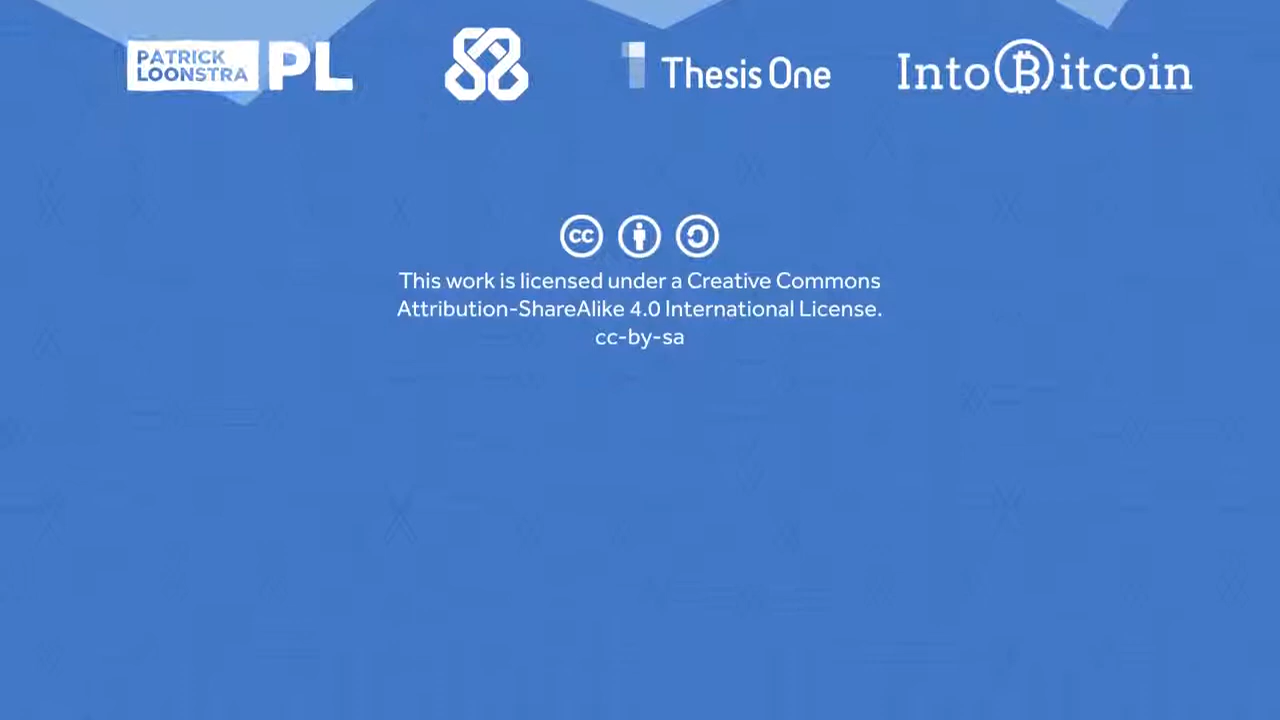 PATRICK
LOONSTRA
PL
Thesis One
IntoBitcoin
cc
This work is licensed under a Creative Commons
Attribution-ShareAlike 4.0 International License.
cc-by-sa